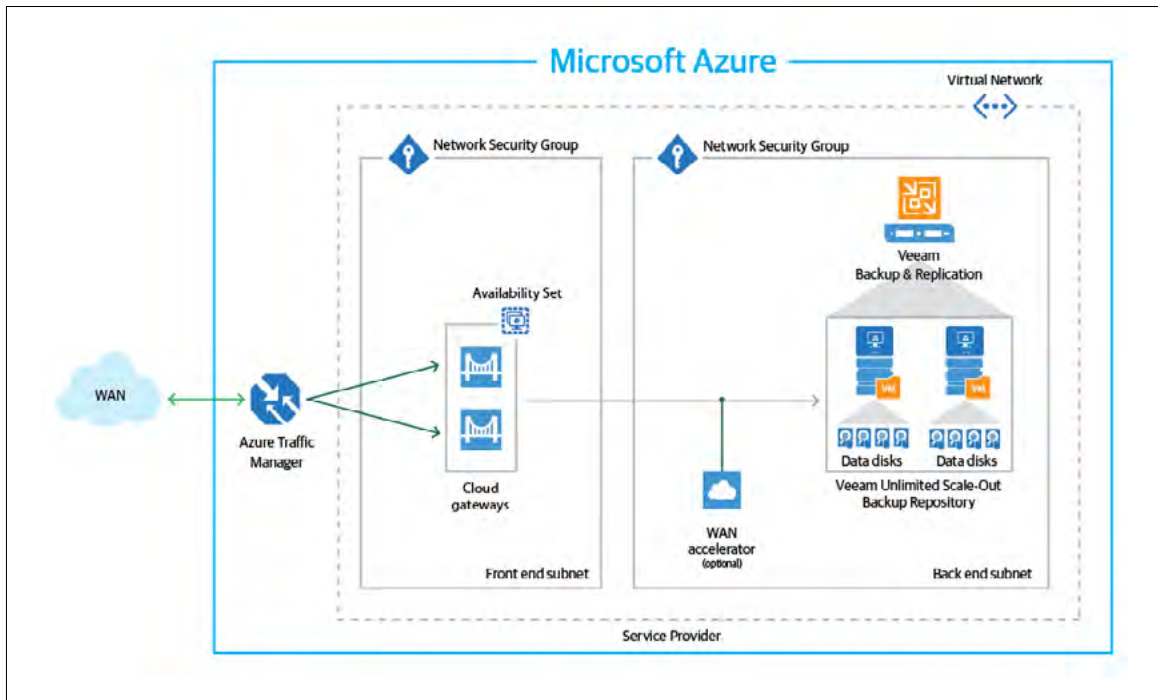 Microsoft Azure
Virtual Network
Network Security Group
Network Security Group
Veeam
Backup & Replication
Availability Set
WAN
Azure Traffic
Manager
Cloud
gateways
VM
VM
Data disks
Data disks
Veeam Unlimited Scale-Out
Backup Repository
WAN
accelerator
(optional)
Front end subnet
Back end subnet
Service Provider